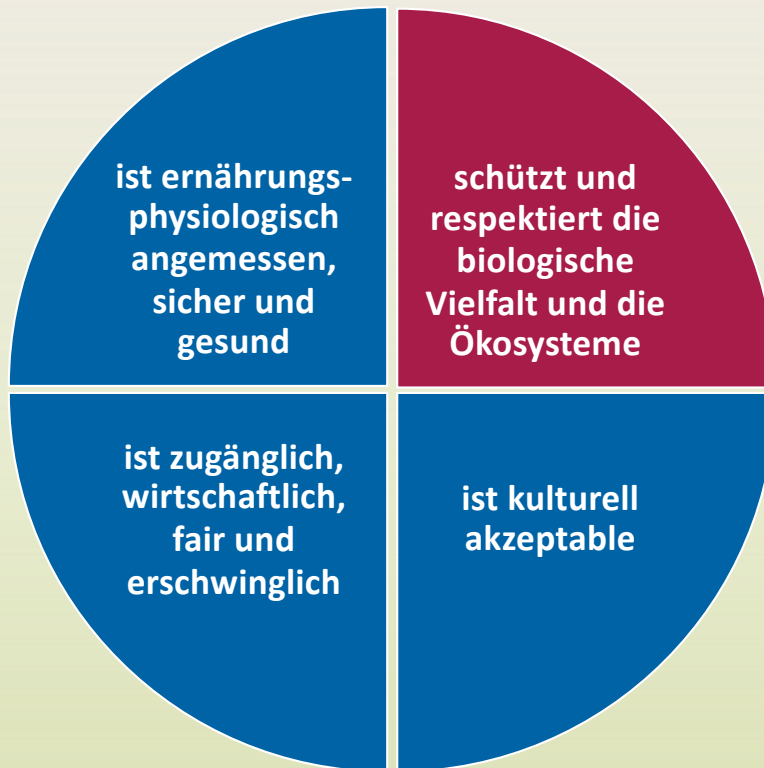 ist ernährungs-
physiologisch
angemessen,
sicher und
gesund
schützt und
respektiert die
biologische
Vielfalt und die
Ökosysteme
ist zugänglich,
wirtschaftlich,
fair und
erschwinglich
ist kulturell
akzeptable